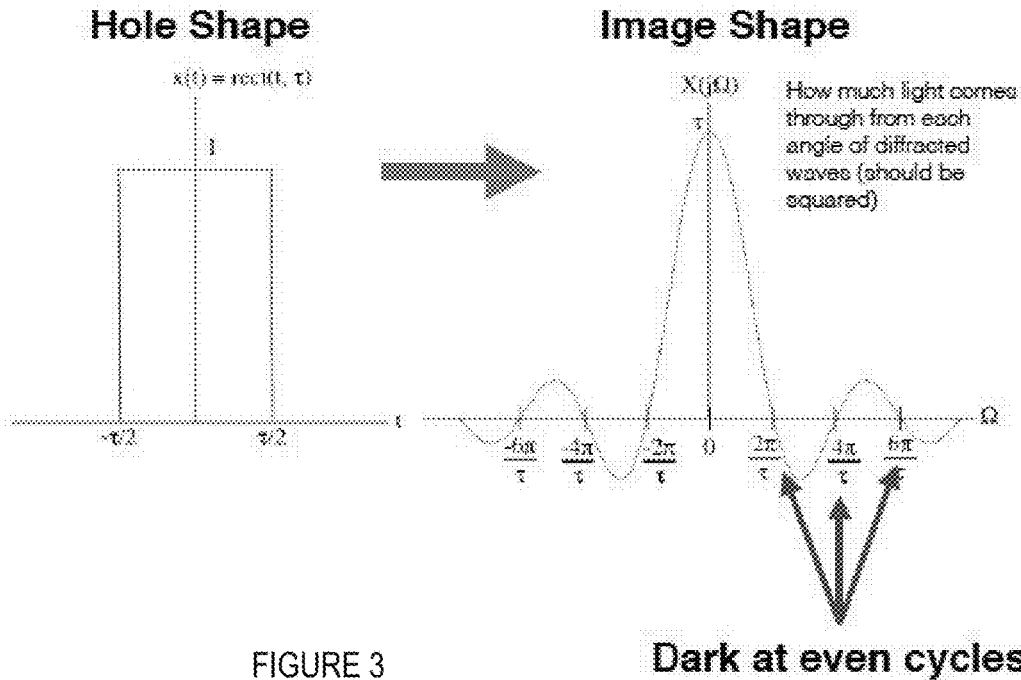 Hole Shape
Image Shape
x(t) = rect(t, τ)
1
-τ/2
τ/2
t
X(jΩ)
τ
How much light comes
through from each
angle of diffracted
waves (should be
squared)
Ω
-6π/τ
-4π/τ
-2π/τ
0
2π/τ
4π/τ
6π/τ
Dark at even cycles
FIGURE 3